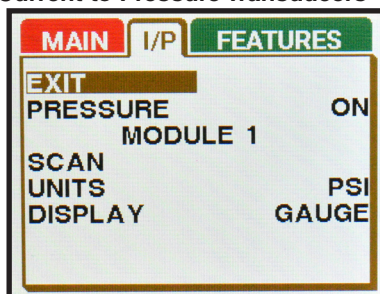 Current to Pressure Transducers
MAIN I/P FEATURES
EXIT
PRESSURE ON
MODULE 1
SCAN
UNITS PSI
DISPLAY GAUGE